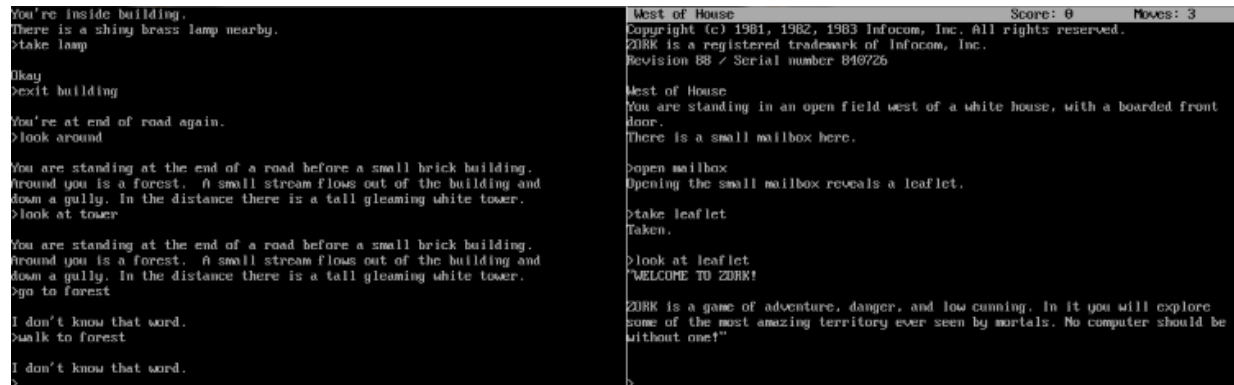 You're inside building.
There is a shiny brass lamp nearby.
>take lamp
Okay
>exit building
You're at end of road again.
>look around
You are standing at the end of a road before a small brick building.
Around you is a forest. A small stream flows out of the building and
down a gully. In the distance there is a tall gleaming white tower.
>look at tower
You are standing at the end of a road before a small brick building.
Around you is a forest. A small stream flows out of the building and
down a gully. In the distance there is a tall gleaming white tower.
>go to forest
I don't know that word.
>walk to forest
I don't know that word.
>
West of House Score: 0 Moves: 3
Copyright (c) 1981, 1982, 1983 Infocom, Inc. All rights reserved.
ZORK is a registered trademark of Infocom, Inc.
Revision 88 / Serial number 840726
West of House
You are standing in an open field west of a white house, with a boarded front
door.
There is a small mailbox here.
>open mailbox
Opening the small mailbox reveals a leaflet.
>take leaflet
Taken.
>look at leaflet
"WELCOME TO ZORK!
ZORK is a game of adventure, danger, and low cunning. In it you will explore
some of the most amazing territory ever seen by mortals. No computer should be
without one!"
>